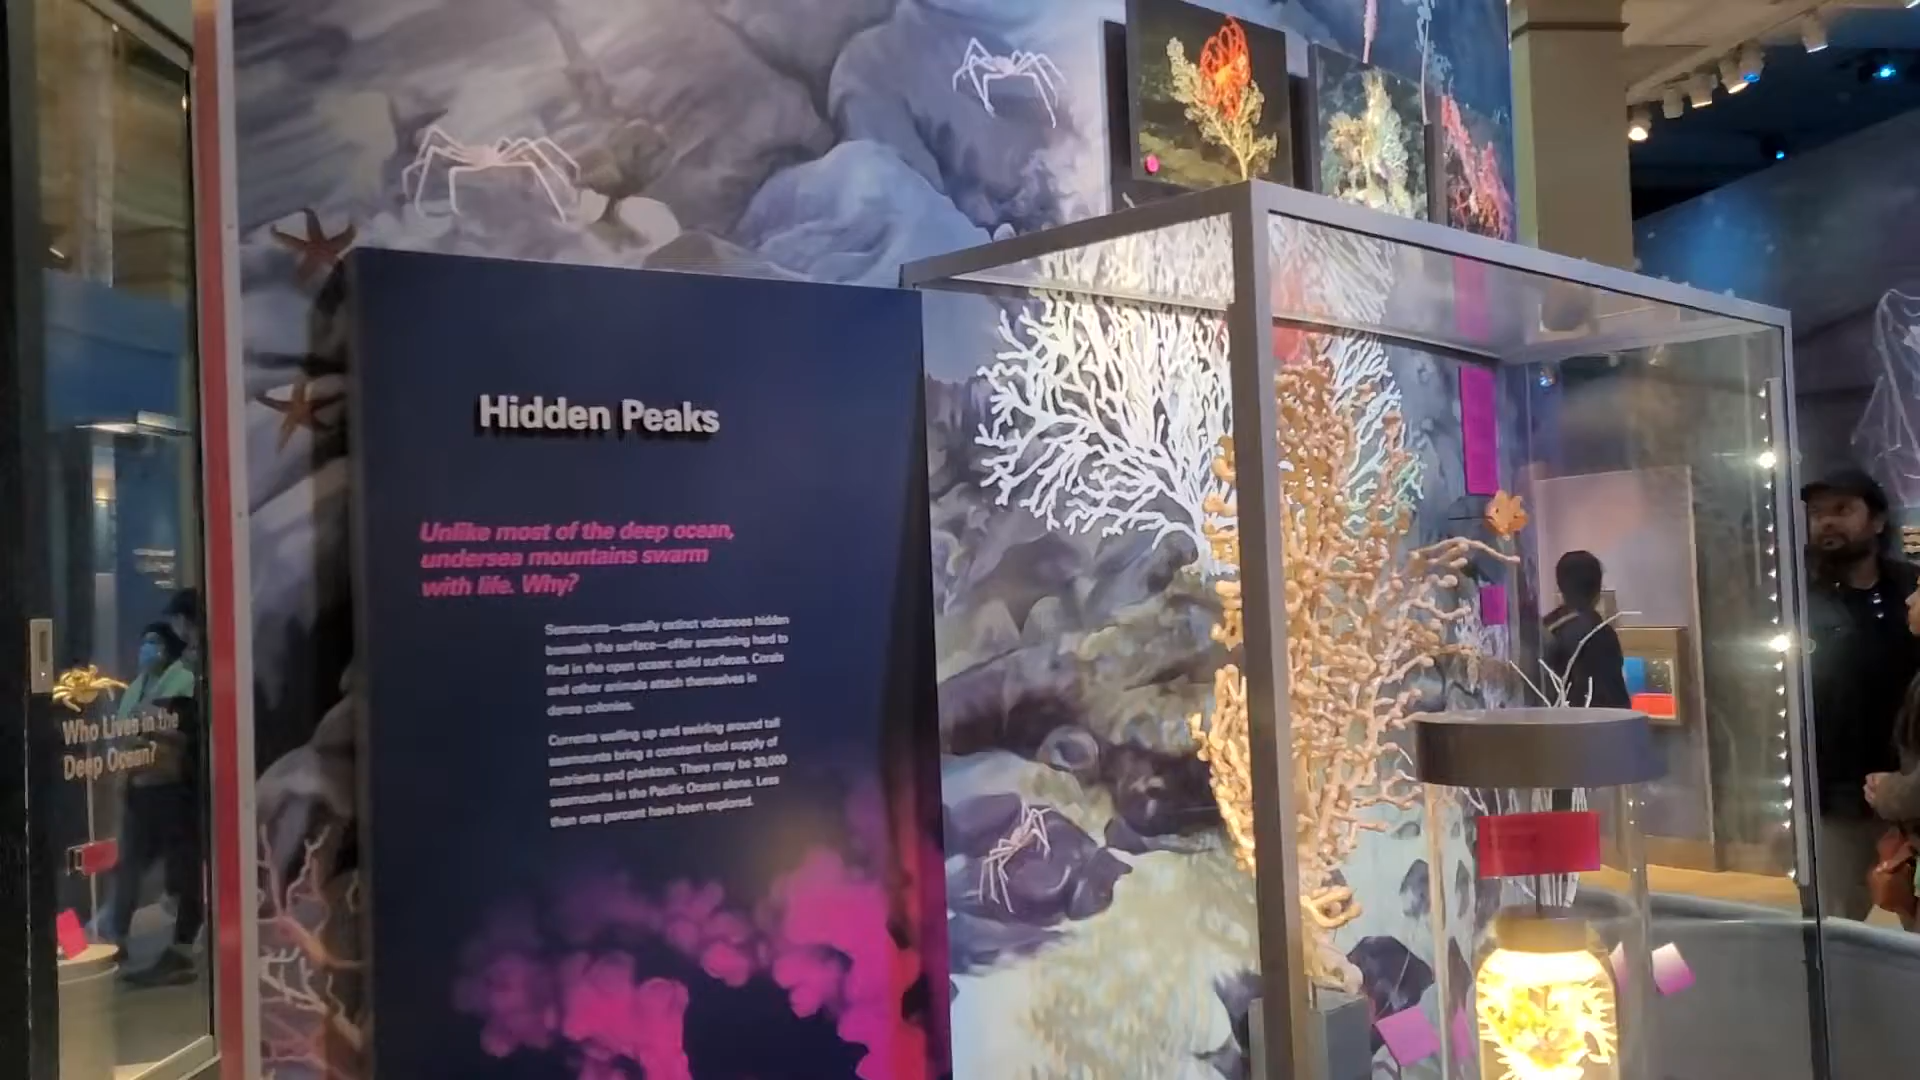 Hidden Peaks
Unlike most of the deep ocean,
undersea mountains swarm
with life. Why?
Seamounts—usually extinct volcanoes hidden
beneath the surface—offer something hard to
find in the open ocean: solid surfaces. Corals
and other animals attach themselves in
dense colonies.
Currents welling up and swirling around tall
seamounts bring a constant food supply of
nutrients and plankton. There may be 30,000
seamounts in the Pacific Ocean alone. Less
than one percent have been explored.
Who Lives in the
Deep Ocean?